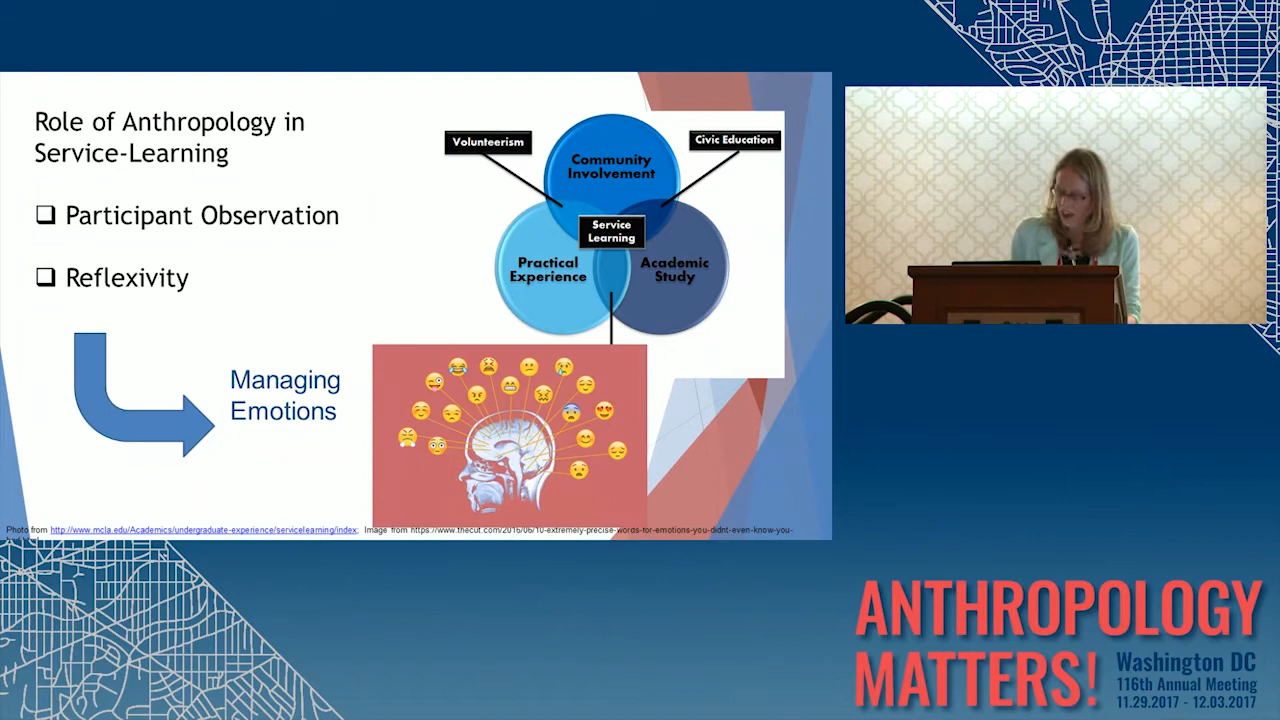 Role of Anthropology in
Service-Learning
❑ Participant Observation
❑ Reflexivity
Managing
Emotions
Volunteerism
Civic Education
Community
Involvement
Service
Learning
Practical
Experience
Academic
Study
Photo from http://www.mcla.edu/Academics/undergraduate-experience/servicelearning/index; Image from https://www.thecut.com/2016/06/10-extremely-precise-words-for-emotions-you-didnt-even-know-you-
ANTHROPOLOGY
MATTERS!
Washington DC
116th Annual Meeting
11.29.2017 - 12.03.2017